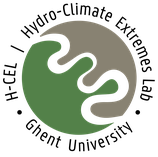 H-CEL | Hydro-Climate Extremes Lab
• Ghent University •